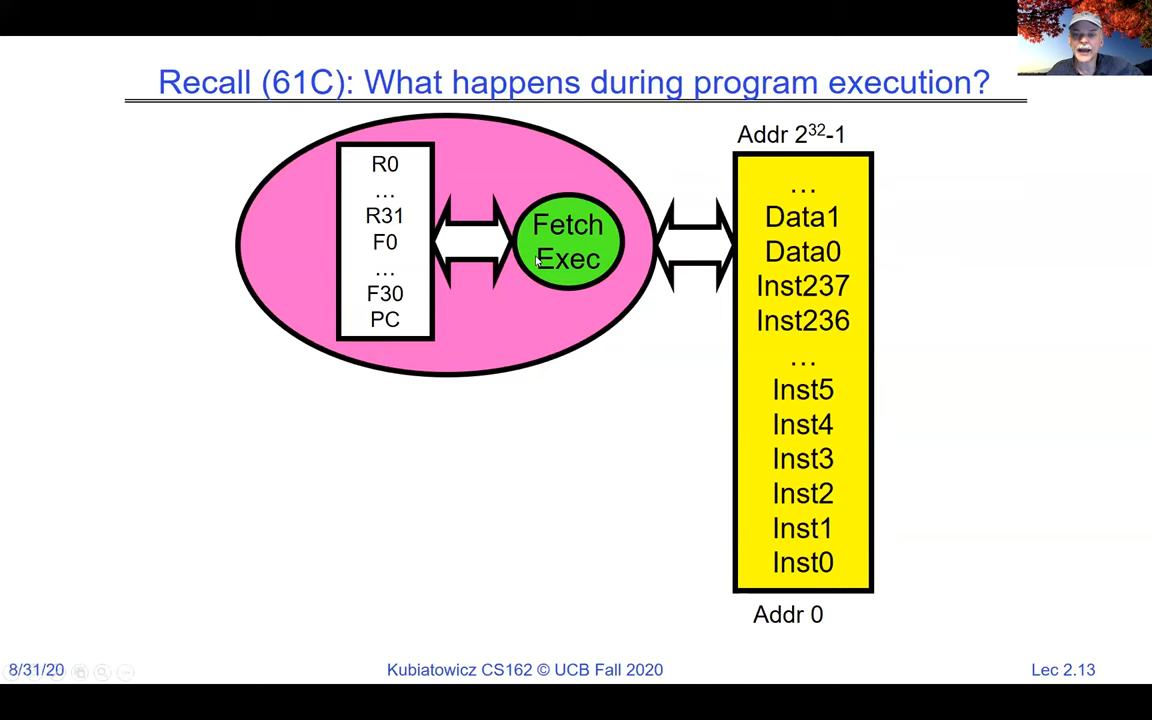 Recall (61C): What happens during program execution?
R0
…
R31
F0
…
F30
PC
Fetch
Exec
Addr 2³²-1
…
Data1
Data0
Inst237
Inst236
…
Inst5
Inst4
Inst3
Inst2
Inst1
Inst0
Addr 0
8/31/20
Kubiatowicz CS162 © UCB Fall 2020
Lec 2.13